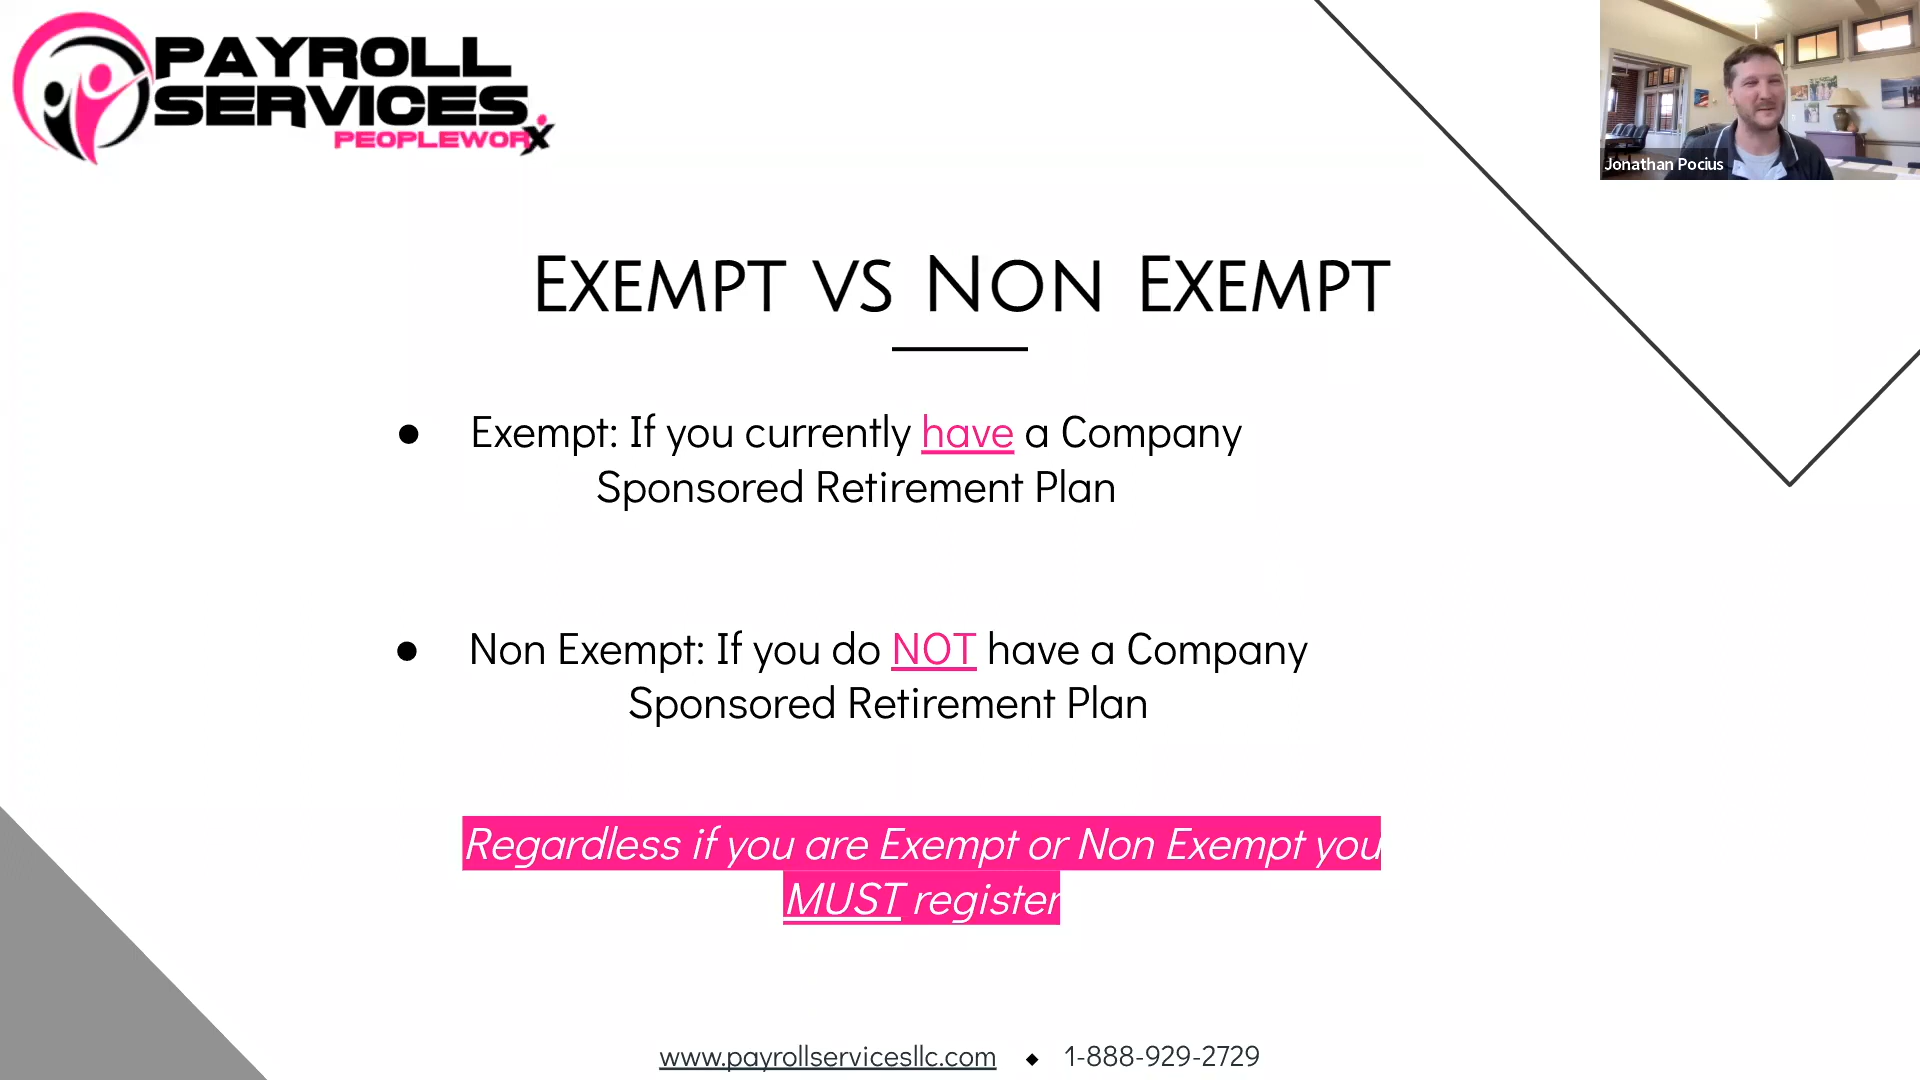 PAYROLL
SERVICES
PEOPLEWORX
Jonathan Pocius
Exempt vs Non Exempt
● Exempt: If you currently have a Company
Sponsored Retirement Plan
● Non Exempt: If you do NOT have a Company
Sponsored Retirement Plan
Regardless if you are Exempt or Non Exempt you
MUST register
www.payrollservicesllc.com ◆ 1-888-929-2729